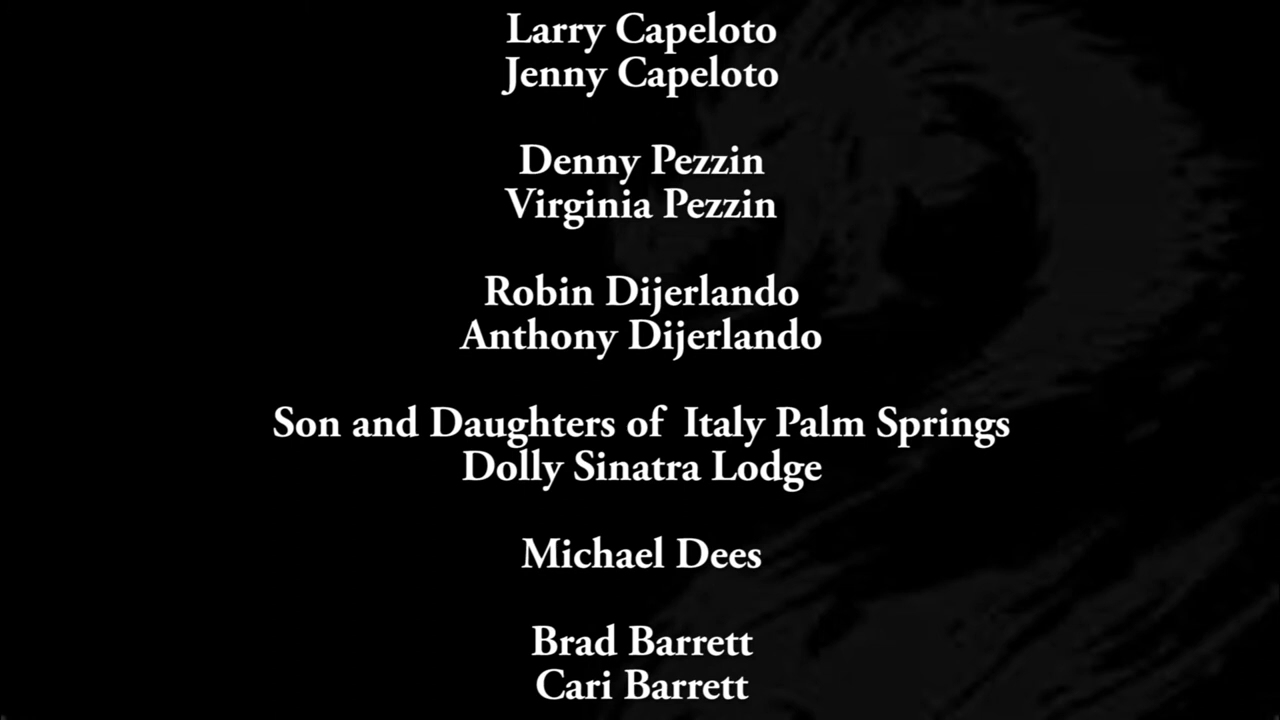 Larry Capeloto
Jenny Capeloto
Denny Pezzin
Virginia Pezzin
Robin Dijerlando
Anthony Dijerlando
Son and Daughters of Italy Palm Springs
Dolly Sinatra Lodge
Michael Dees
Brad Barrett
Cari Barrett